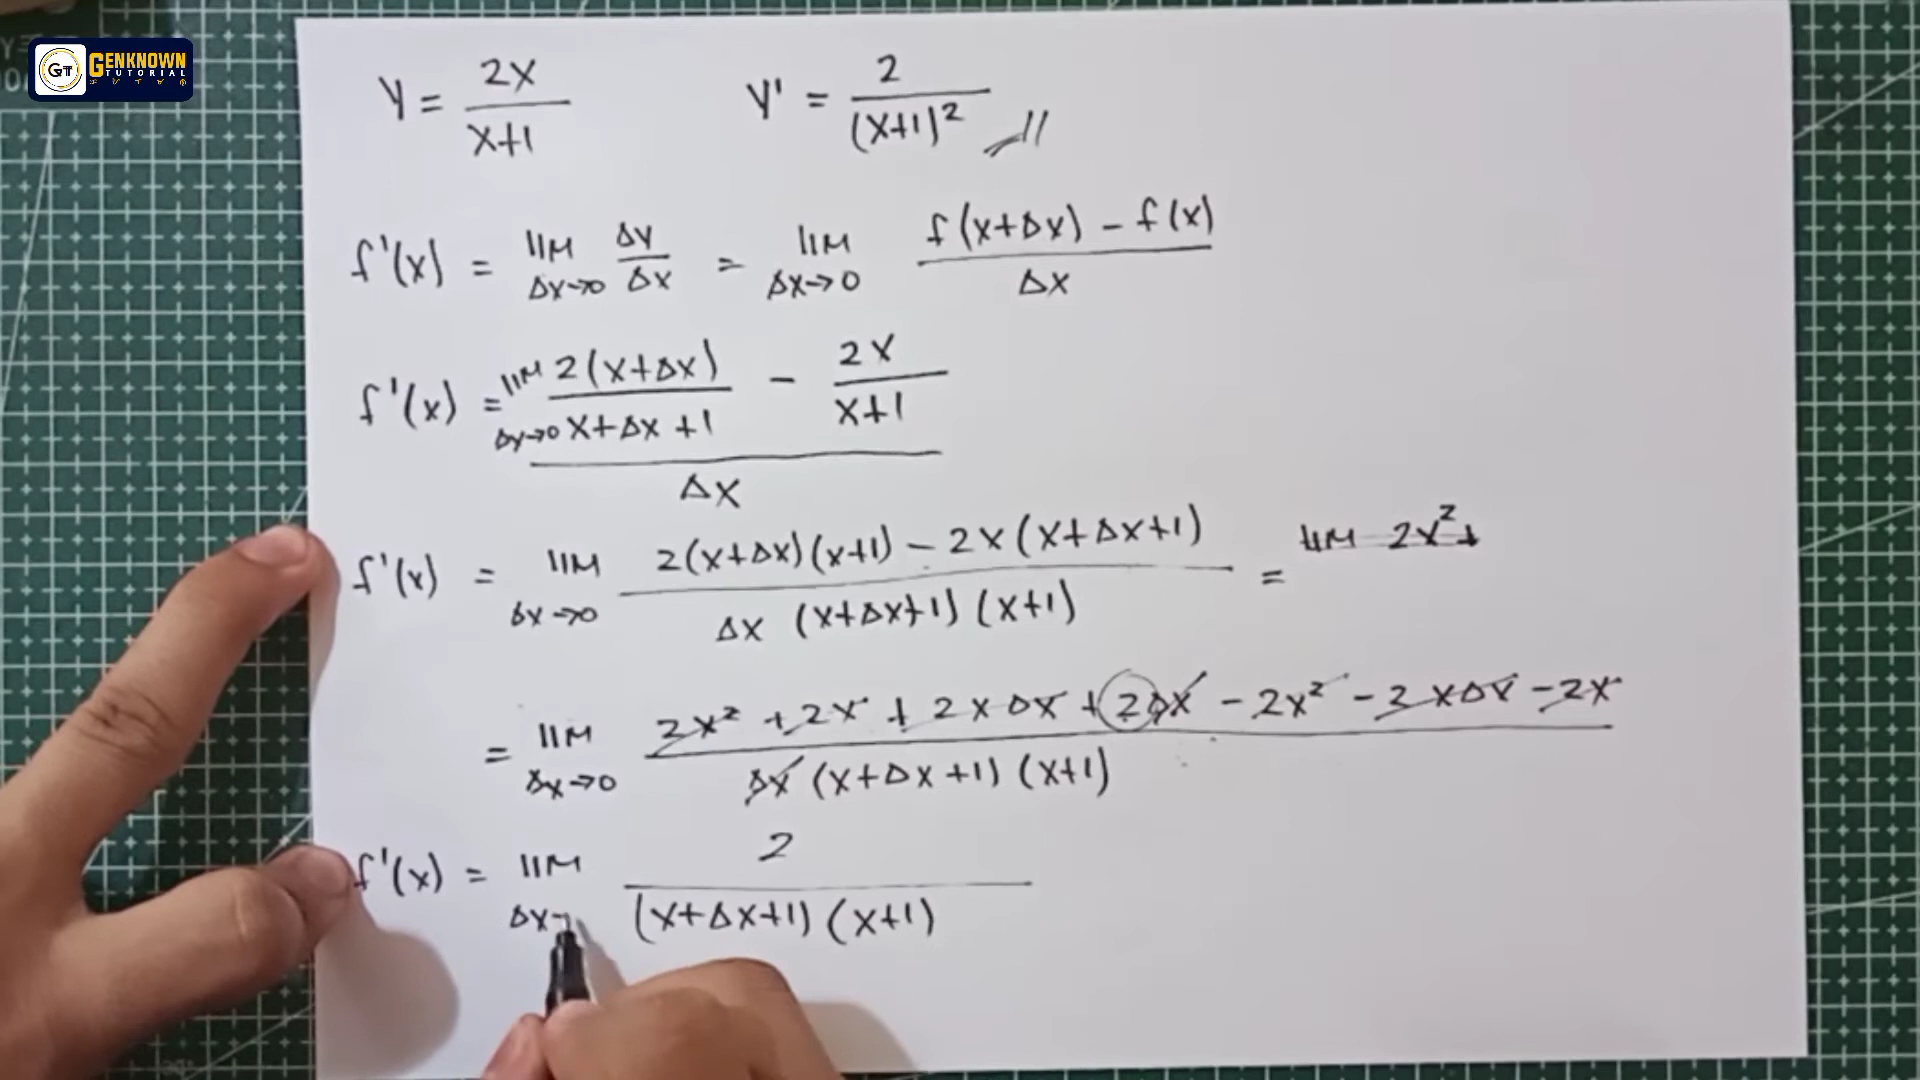 GT GENKNOWN
TUTORIAL
Y = 2X / X+1    Y' = 2 / (X+1)² //
f'(x) = lim Δx→0 Δy/Δx = lim Δx→0 f(x+Δx) - f(x) / Δx
f'(x) = lim Δx→0 2(x+Δx) / x+Δx+1 - 2x / x+1 / Δx
f'(x) = lim Δx→0 2(x+Δx)(x+1) - 2x(x+Δx+1) / Δx (x+Δx+1)(x+1) = lim 2x²+
= lim Δx→0 2x² + 2x + 2xΔx + 2Δx - 2x² - 2xΔx - 2x / Δx (x+Δx+1)(x+1)
f'(x) = lim Δx→ 2 / (x+Δx+1)(x+1)